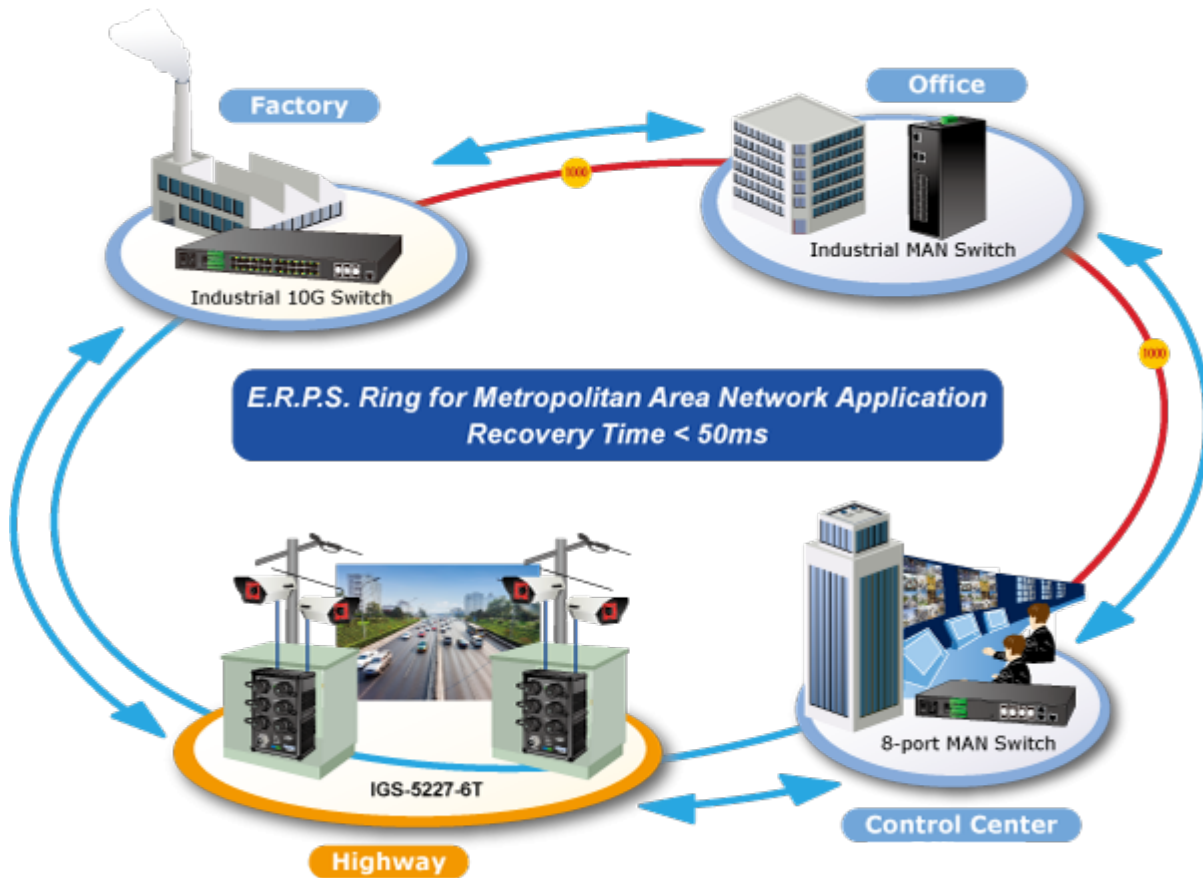 Factory
Office
1000
Industrial MAN Switch
Industrial 10G Switch
1000
E.R.P.S. Ring for Metropolitan Area Network Application
Recovery Time < 50ms
8-port MAN Switch
IGS-5227-6T
Control Center
Highway